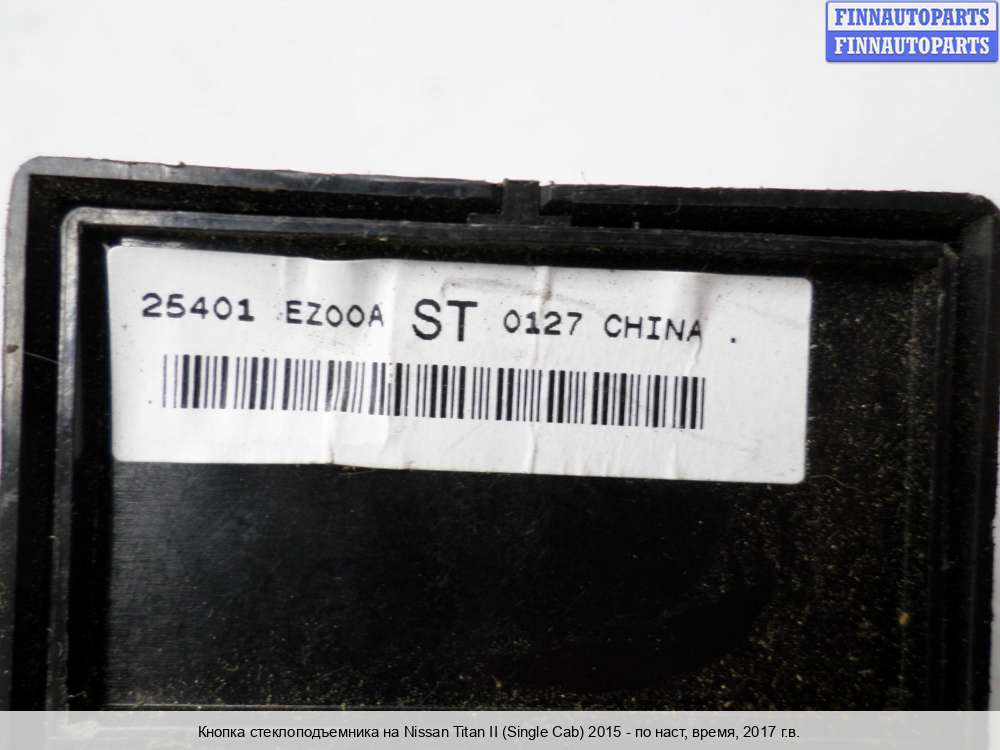 FINNAUTOPARTS
FINNAUTOPARTS
25401 EZ00A ST 0127 CHINA .
Кнопка стеклоподъемника на Nissan Titan II (Single Cab) 2015 - по наст, время, 2017 г.в.